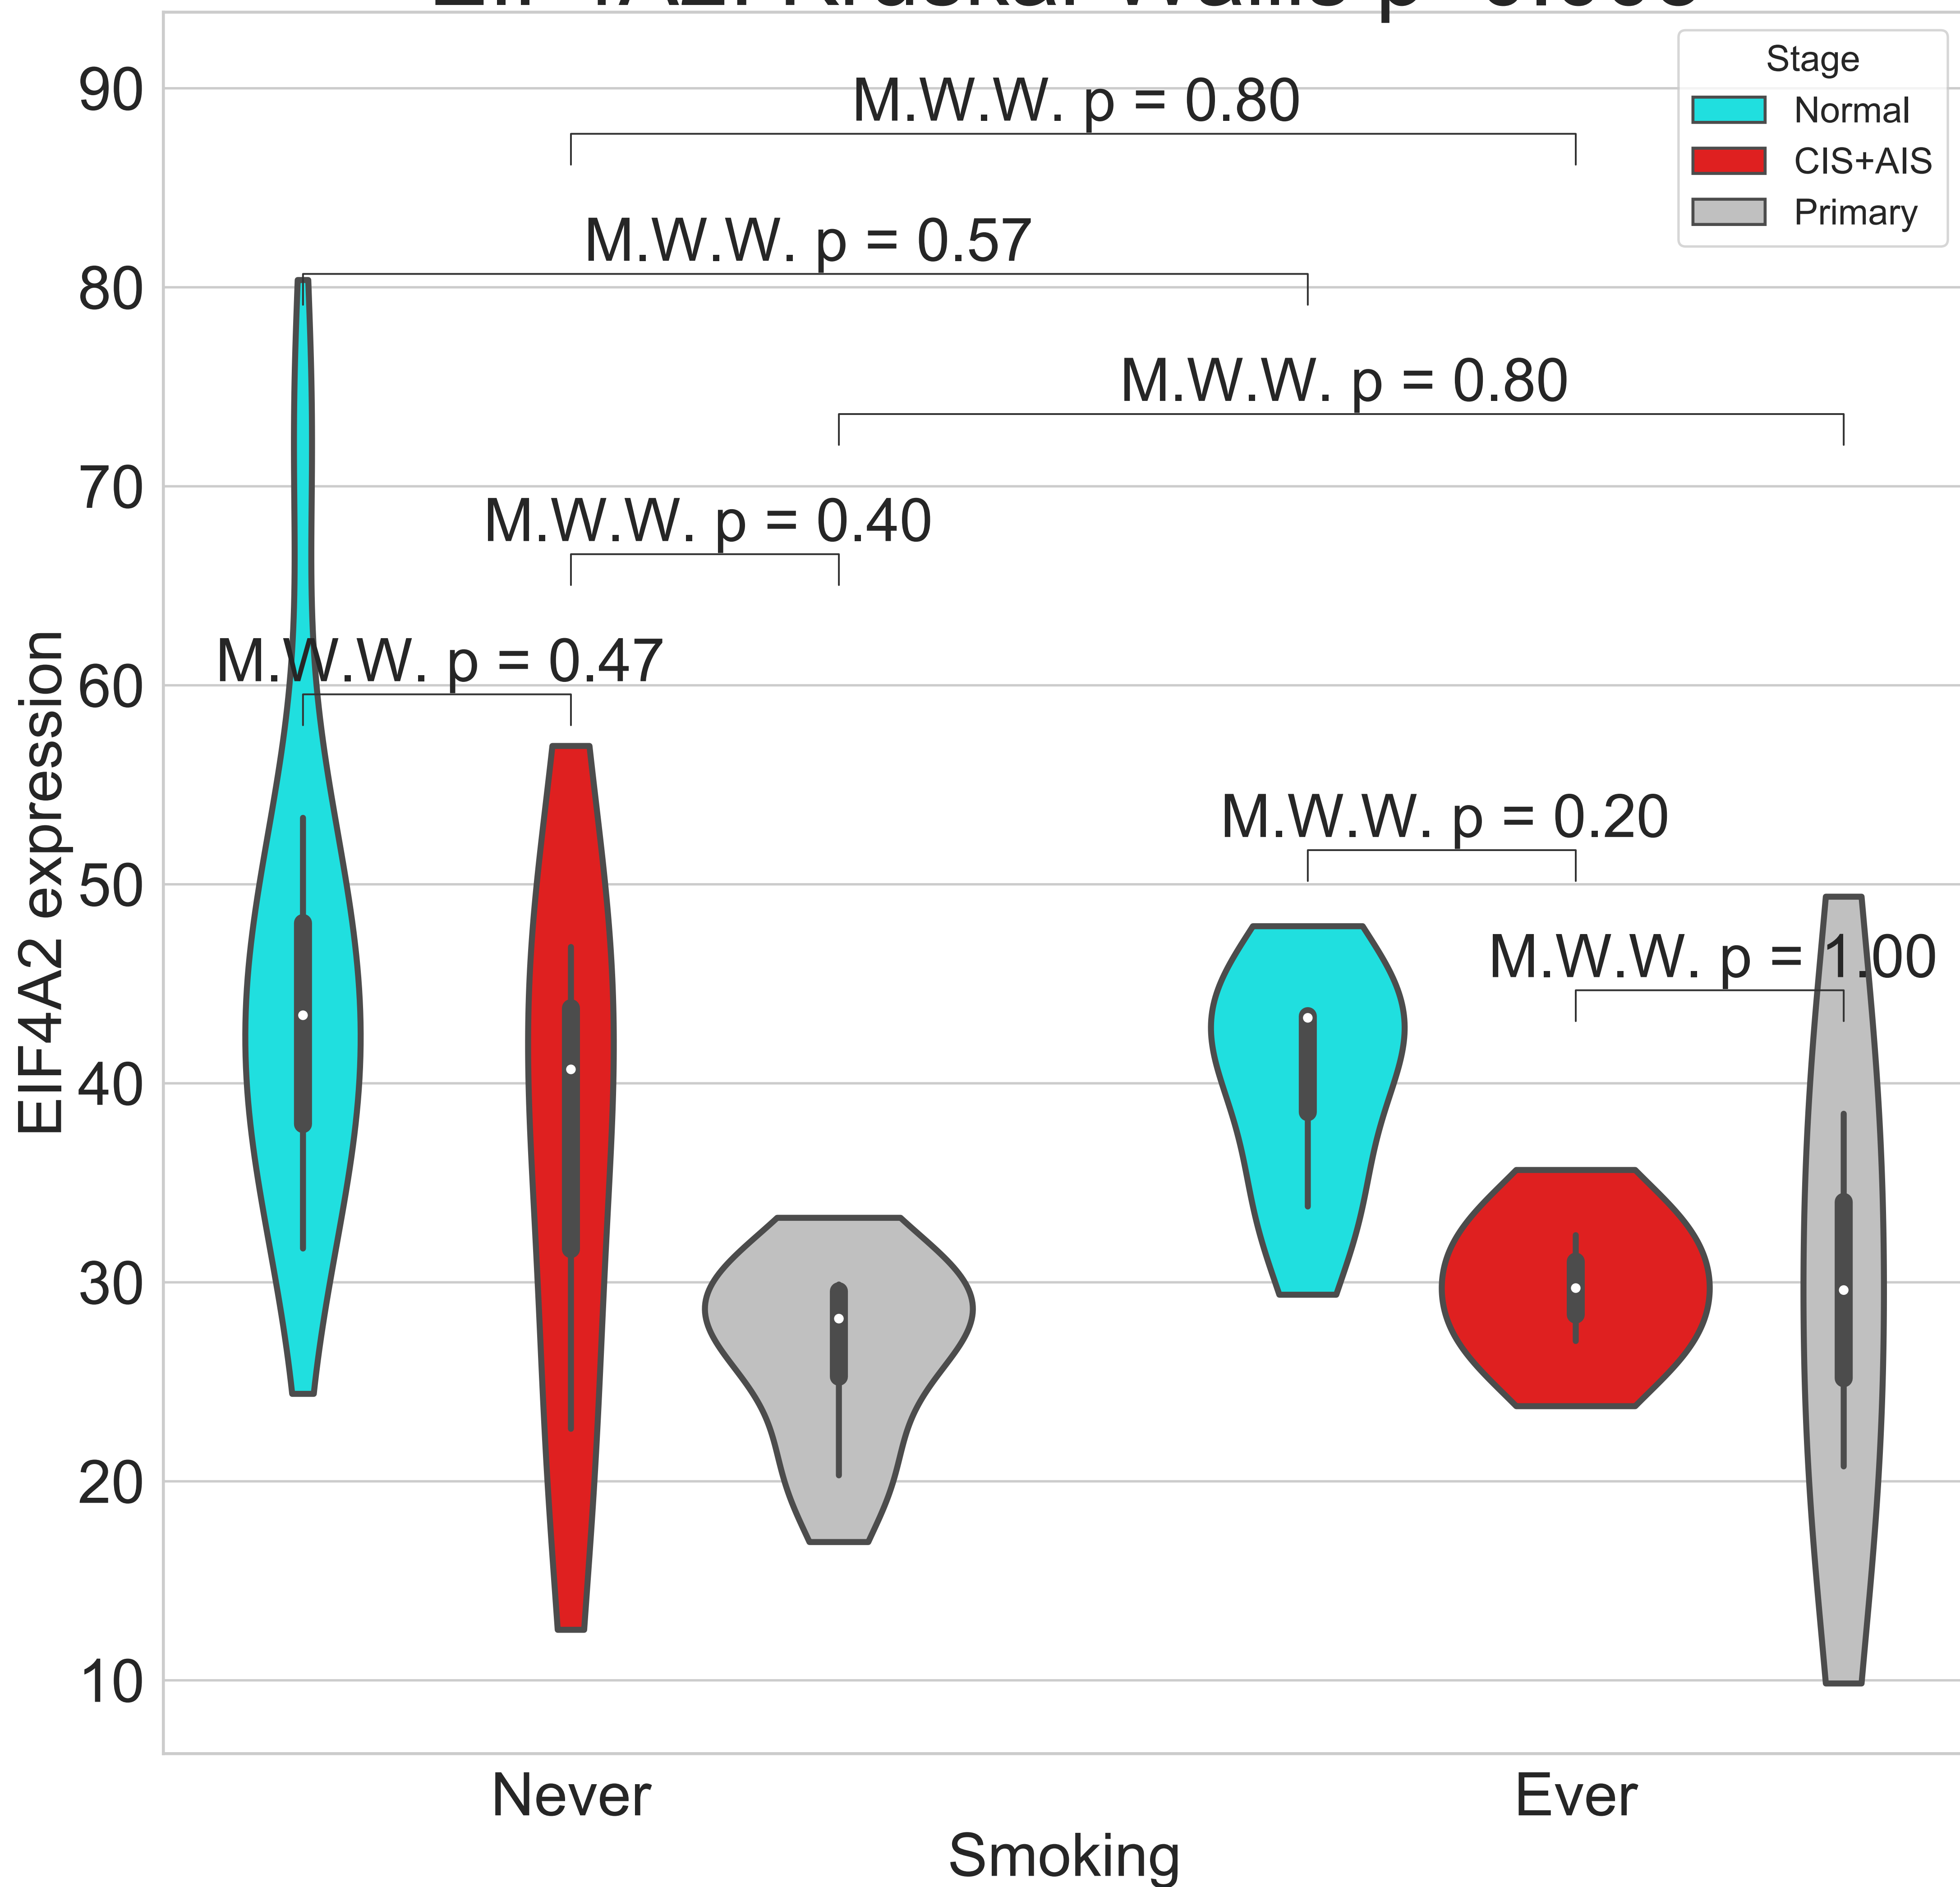 90
80
70
60
50
40
30
20
10
EIF4A2 expression
M.W.W. p = 0.80
M.W.W. p = 0.57
M.W.W. p = 0.80
M.W.W. p = 0.40
M.W.W. p = 0.47
M.W.W. p = 0.20
M.W.W. p = 1.00
Stage
Normal
CIS+AIS
Primary
Never
Ever
Smoking